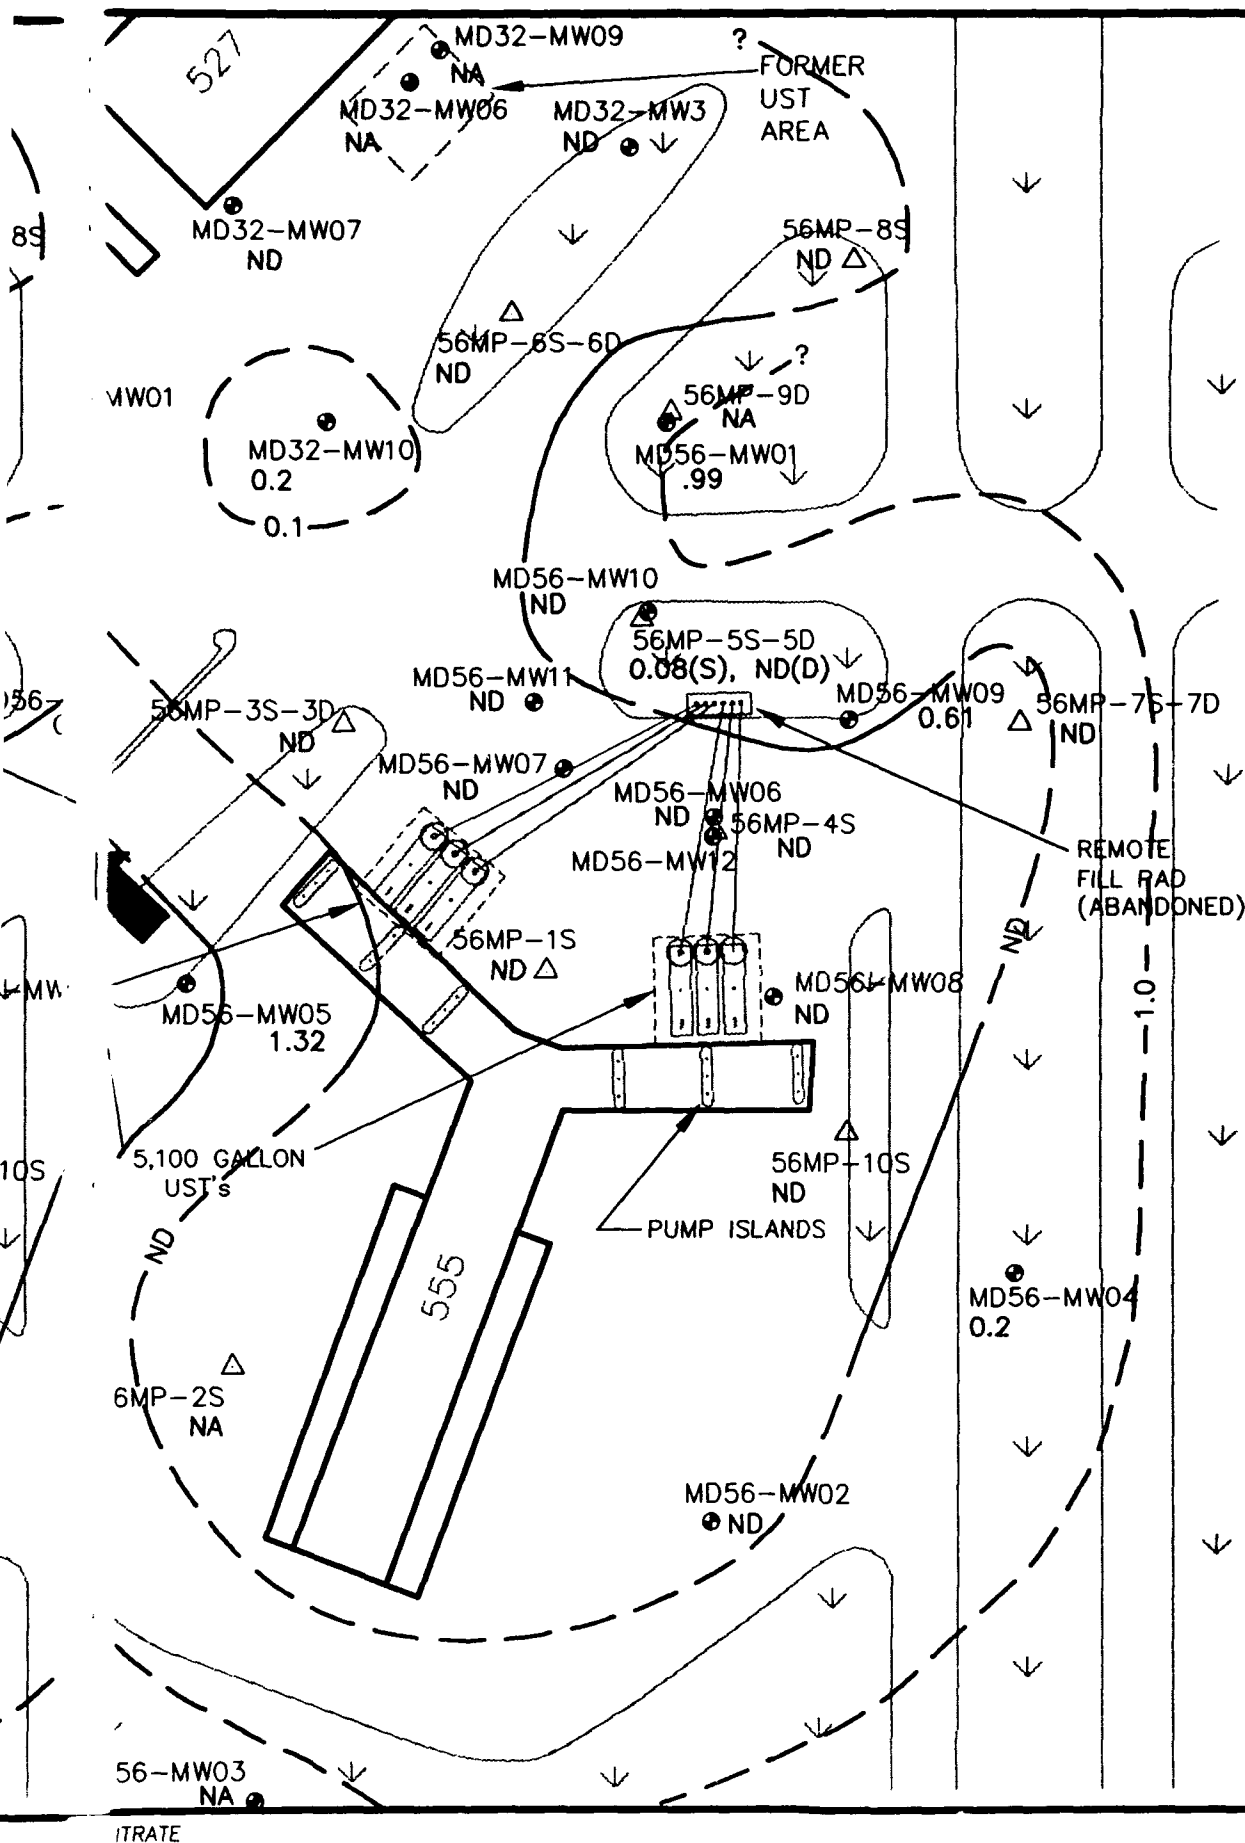 527
MD32-MW09
NA
MD32-MW06
NA
MD32-MW3
ND
?
FORMER
UST
AREA
MD32-MW07
ND
8S
56MP-8S
ND
56MP-6S-6D
ND
?
MW01
56MP-9D
NA
MD32-MW10
0.2
0.1
MD56-MW01
.99
MD56-MW10
ND
56MP-5S-5D
0.08(S), ND(D)
MD56-MW11
ND
MD56-MW09
0.61
56MP-7S-7D
ND
56-
56MP-3S-3D
ND
MD56-MW07
ND
MD56-MW06
ND
56MP-4S
ND
MD56-MW12
REMOTE
FILL PAD
(ABANDONED)
ND
56MP-1S
ND
MD56-MW08
ND
-MW
MD56-MW05
1.32
1.0
5,100 GALLON
UST's
10S
56MP-10S
ND
PUMP ISLANDS
ND
555
MD56-MW04
0.2
6MP-2S
NA
MD56-MW02
ND
56-MW03
NA
ITRATE